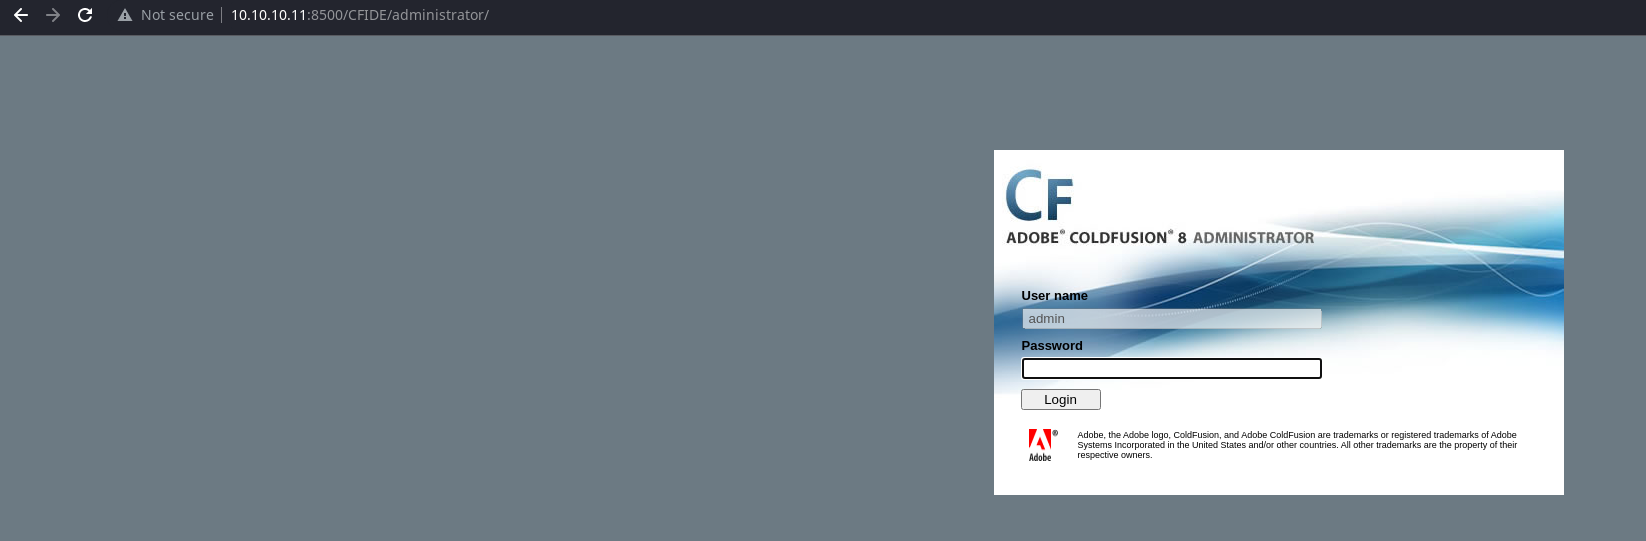 Not secure 10.10.10.11:8500/CFIDE/administrator/
CF
ADOBE® COLDFUSION® 8 ADMINISTRATOR
User name
admin
Password
Login
Adobe, the Adobe logo, ColdFusion, and Adobe ColdFusion are trademarks or registered trademarks of Adobe
Systems Incorporated in the United States and/or other countries. All other trademarks are the property of their
respective owners.
®
Adobe